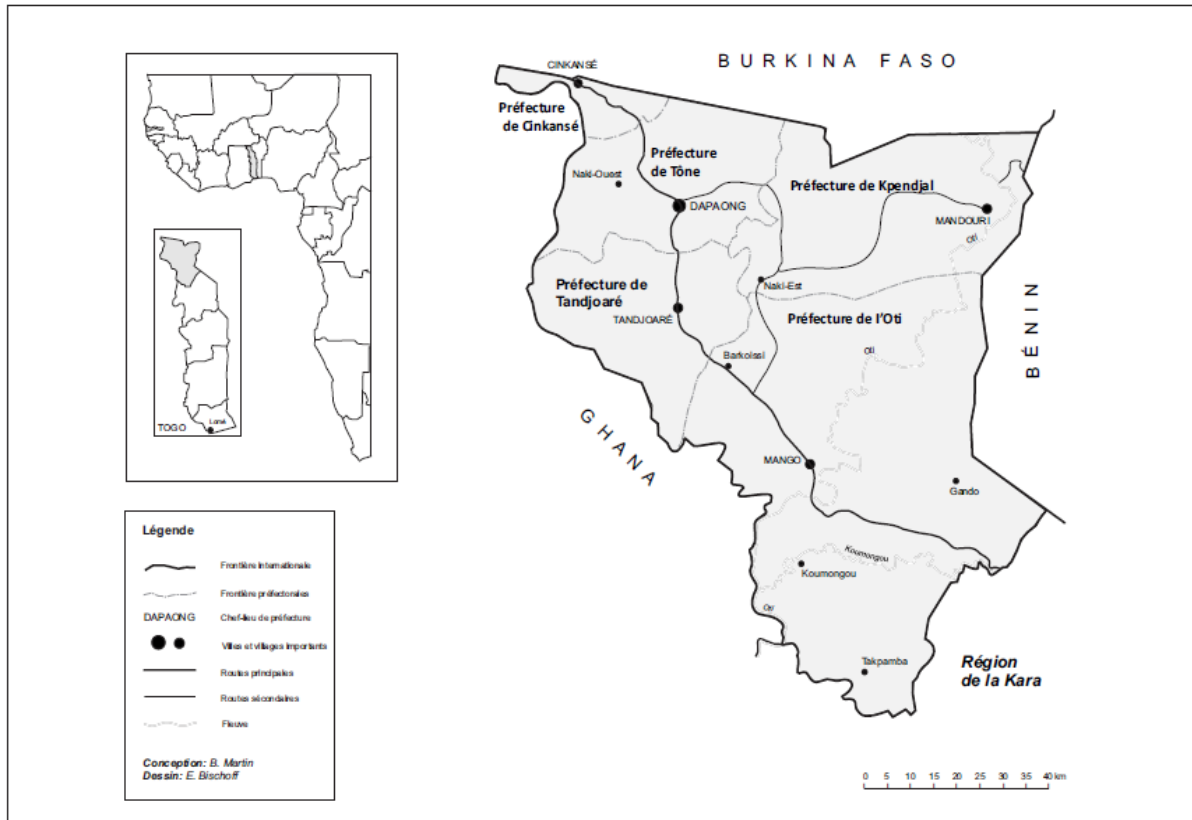 BURKINA FASO
CINKANSÉ
Préfecture
de Cinkansé
Préfecture
de Tône
Naki-Ouest
Préfecture de Kpendjal
DAPAONG
MANDOURI
Oti
Préfecture de
Tandjoaré
Naki-Est
TANDJOARÉ
Préfecture de l'Oti
Oti
Barkoissi
BÉNIN
GHANA
MANGO
Gando
Koumongou
Koumongou
Oti
Takpamba
Région
de la Kara
0 5 10 15 20 25 30 35 40 km
TOGO
Lomé
Légende
Frontière internationale
Frontière préfectorales
DAPAONG Chef-lieu de préfecture
Villes et villages importants
Routes principales
Routes sécondaires
Fleuve
Conception: B. Martin
Dessin: E. Bischoff